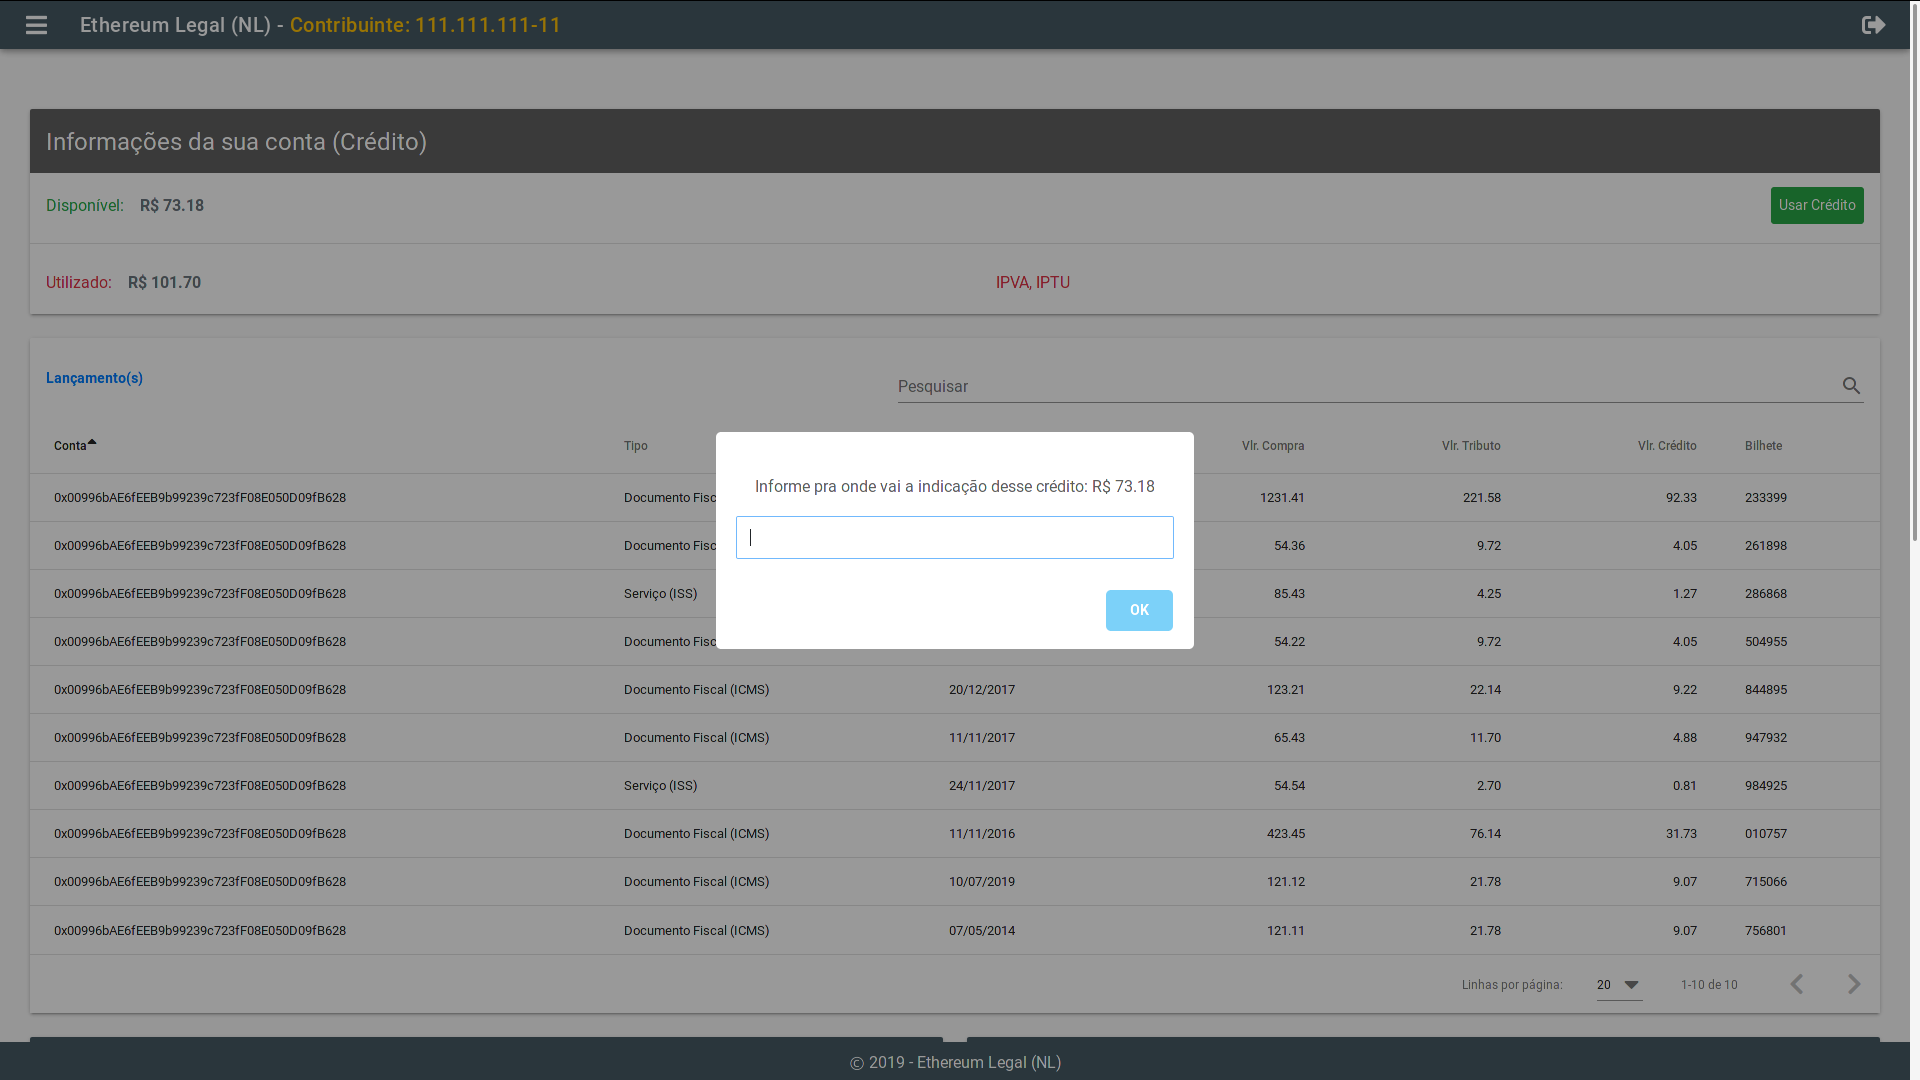 Ethereum Legal (NL) - Contribuinte: 111.111.111-11
Informações da sua conta (Crédito)
Disponível: R$ 73.18 Usar Crédito
Utilizado: R$ 101.70 IPVA, IPTU
Lançamento(s)
Pesquisar
Conta Tipo Vlr. Compra Vlr. Tributo Vlr. Crédito Bilhete
0x00996bAE6fEEB9b99239c723fF08E050D09fB628 Documento Fisc 1231.41 221.58 92.33 233399
0x00996bAE6fEEB9b99239c723fF08E050D09fB628 Documento Fisc 54.36 9.72 4.05 261898
0x00996bAE6fEEB9b99239c723fF08E050D09fB628 Serviço (ISS) 85.43 4.25 1.27 286868
0x00996bAE6fEEB9b99239c723fF08E050D09fB628 Documento Fisc 54.22 9.72 4.05 504955
0x00996bAE6fEEB9b99239c723fF08E050D09fB628 Documento Fiscal (ICMS) 20/12/2017 123.21 22.14 9.22 844895
0x00996bAE6fEEB9b99239c723fF08E050D09fB628 Documento Fiscal (ICMS) 11/11/2017 65.43 11.70 4.88 947932
0x00996bAE6fEEB9b99239c723fF08E050D09fB628 Serviço (ISS) 24/11/2017 54.54 2.70 0.81 984925
0x00996bAE6fEEB9b99239c723fF08E050D09fB628 Documento Fiscal (ICMS) 11/11/2016 423.45 76.14 31.73 010757
0x00996bAE6fEEB9b99239c723fF08E050D09fB628 Documento Fiscal (ICMS) 10/07/2019 121.12 21.78 9.07 715066
0x00996bAE6fEEB9b99239c723fF08E050D09fB628 Documento Fiscal (ICMS) 07/05/2014 121.11 21.78 9.07 756801
Linhas por página: 20 1-10 de 10
Informe pra onde vai a indicação desse crédito: R$ 73.18
OK
© 2019 - Ethereum Legal (NL)